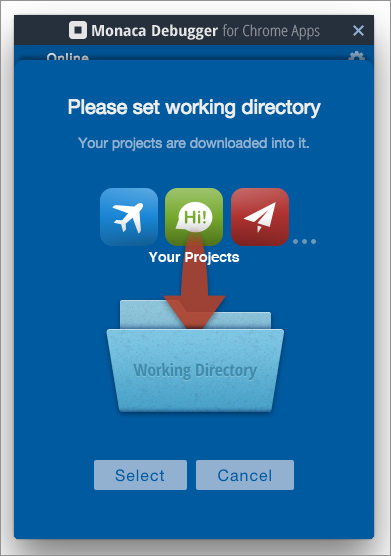 Monaca Debugger for Chrome Apps
Online
Please set working directory
Your projects are downloaded into it.
Hi!
Your Projects
Working Directory
Select
Cancel